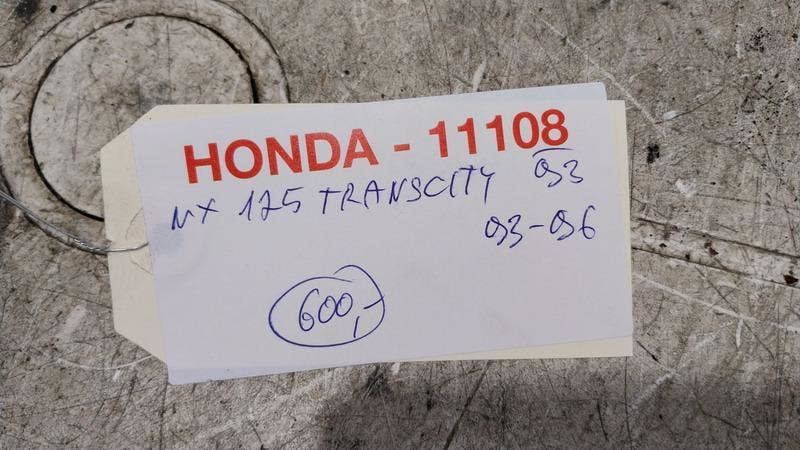 HONDA - 11108
NX 125 TRANSCITY 93
93-96
600,-